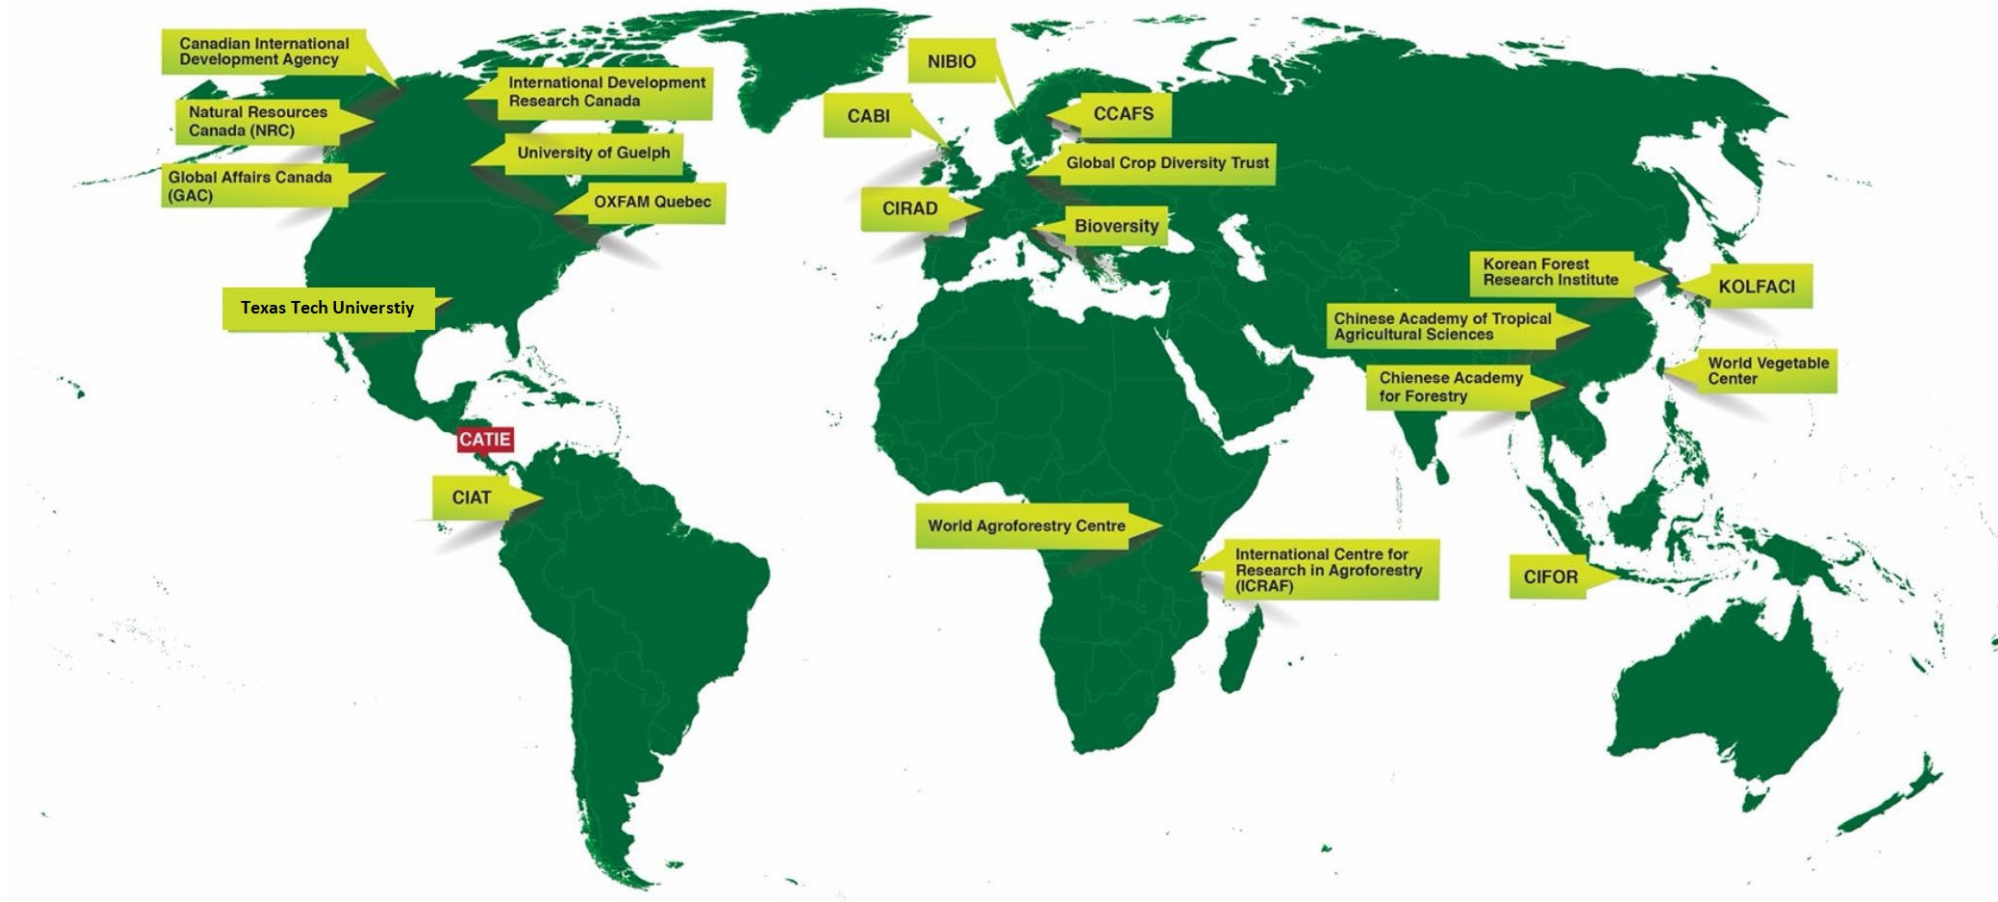 Canadian International
Development Agency
International Development
Research Canada
Natural Resources
Canada (NRC)
University of Guelph
Global Affairs Canada
(GAC)
OXFAM Quebec
Texas Tech Universtiy
CATIE
CIAT
NIBIO
CABI
CCAFS
Global Crop Diversity Trust
CIRAD
Bioversity
World Agroforestry Centre
International Centre for
Research in Agroforestry
(ICRAF)
Korean Forest
Research Institute
KOLFACI
Chinese Academy of Tropical
Agricultural Sciences
World Vegetable
Center
Chienese Academy
for Forestry
CIFOR